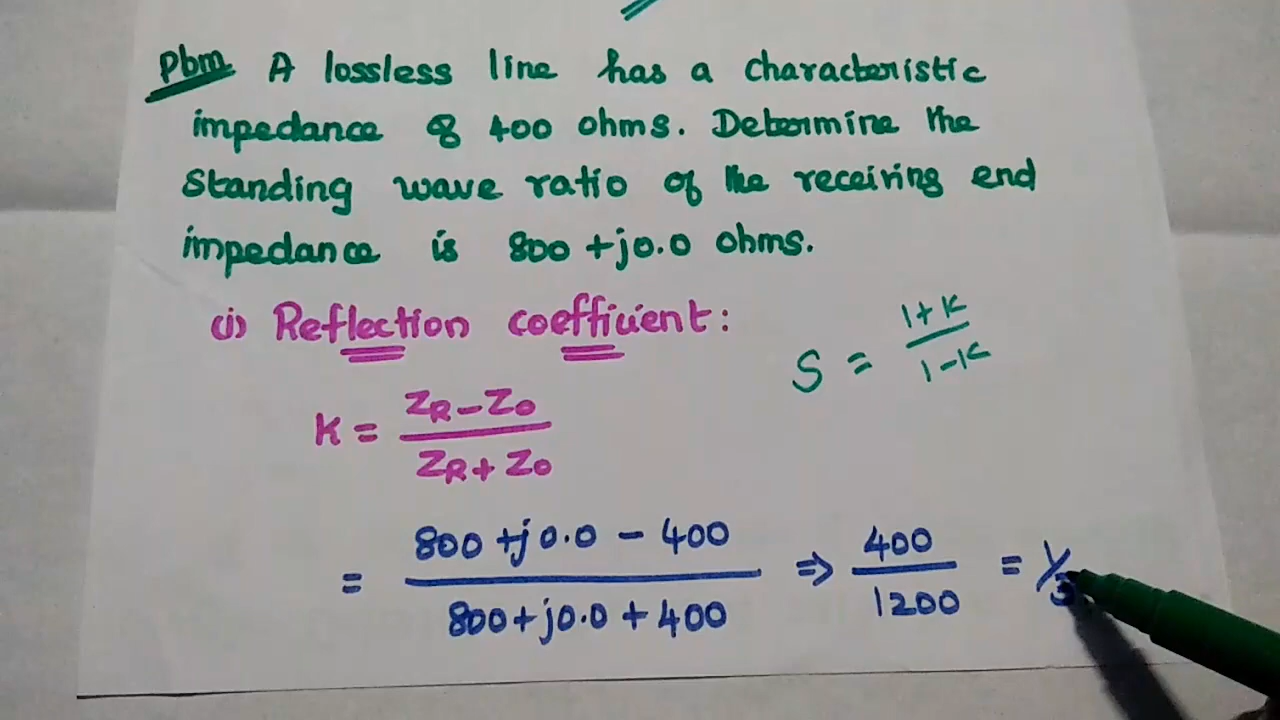 Pbm A lossless line has a characteristic
impedance of 400 ohms. Determine the
Standing wave ratio of the receiving end
impedance is 800 + j0.0 ohms.
(i) Reflection coefficient:
S = (1+K)/(1-K)
K = (ZR - Z0)/(ZR + Z0)
= (800 + j0.0 - 400)/(800 + j0.0 + 400) ⇒ 400/1200 = 1/3